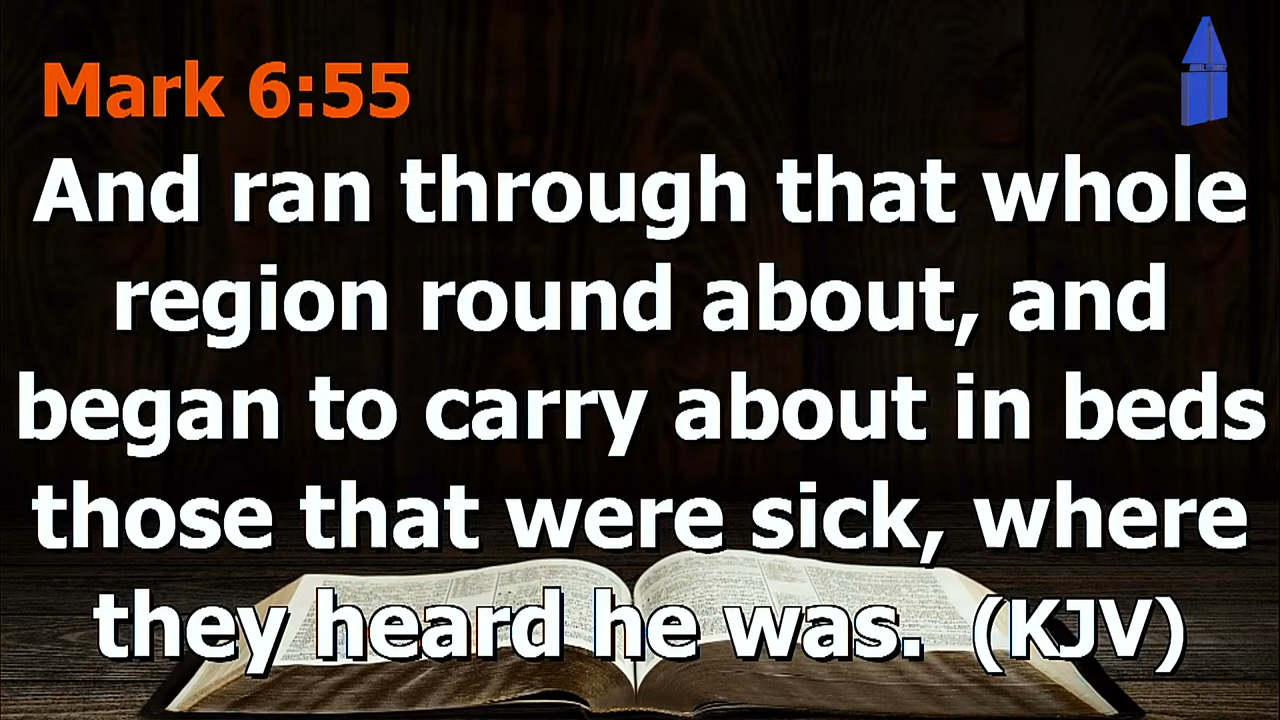 Mark 6:55
And ran through that whole
region round about, and
began to carry about in beds
those that were sick, where
they heard he was. (KJV)